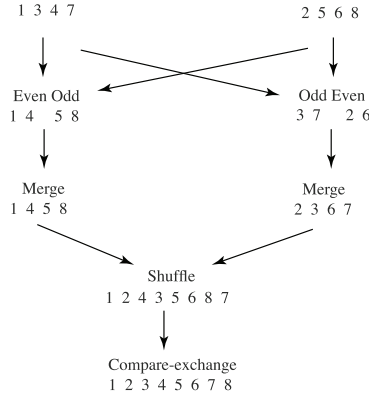 1 3 4 7
2 5 6 8
Even Odd
1 4 5 8
Odd Even
3 7 2 6
Merge
1 4 5 8
Merge
2 3 6 7
Shuffle
1 2 4 3 5 6 8 7
Compare-exchange
1 2 3 4 5 6 7 8